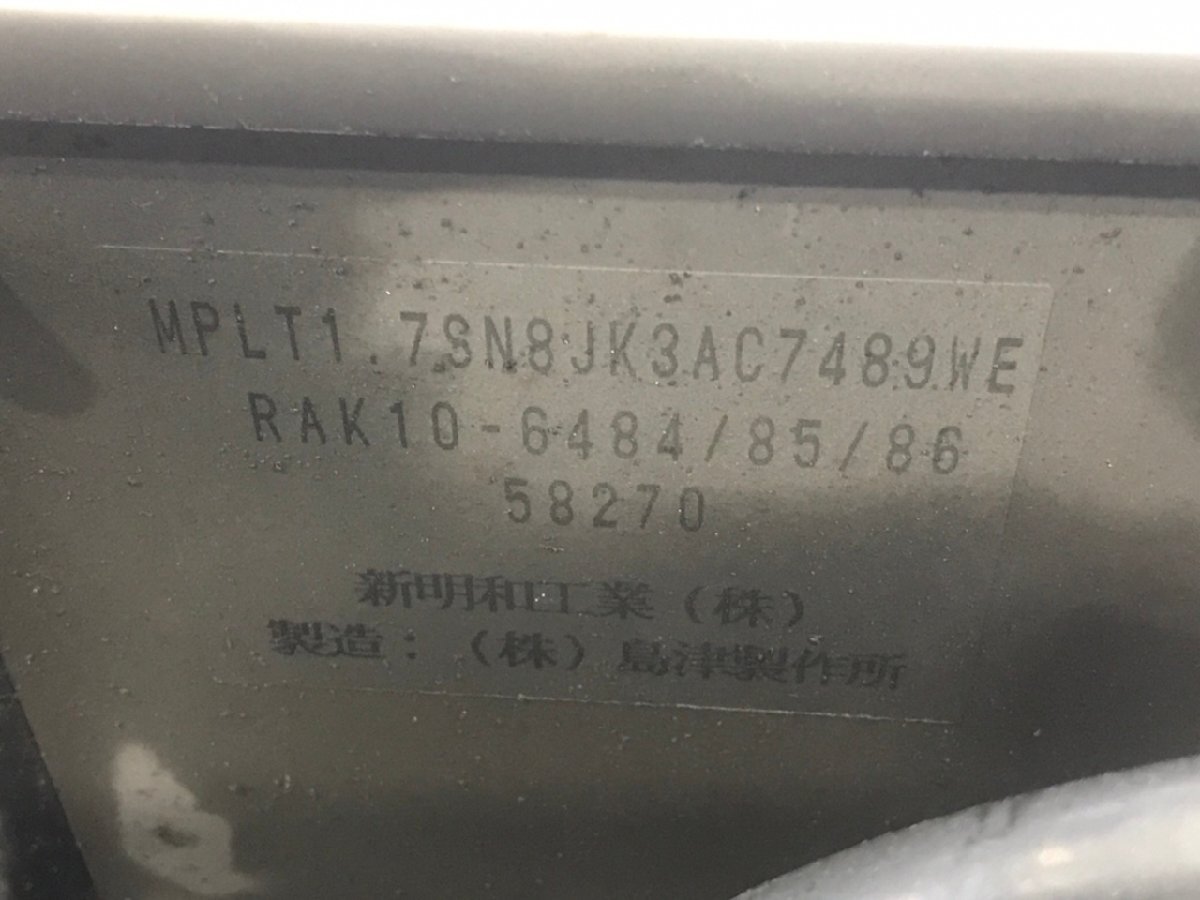 MPLT1.7SN8JK3AC7489WE
RAK10-6484/85/86
58270
新明和工業(株)
製造:(株)島津製作所